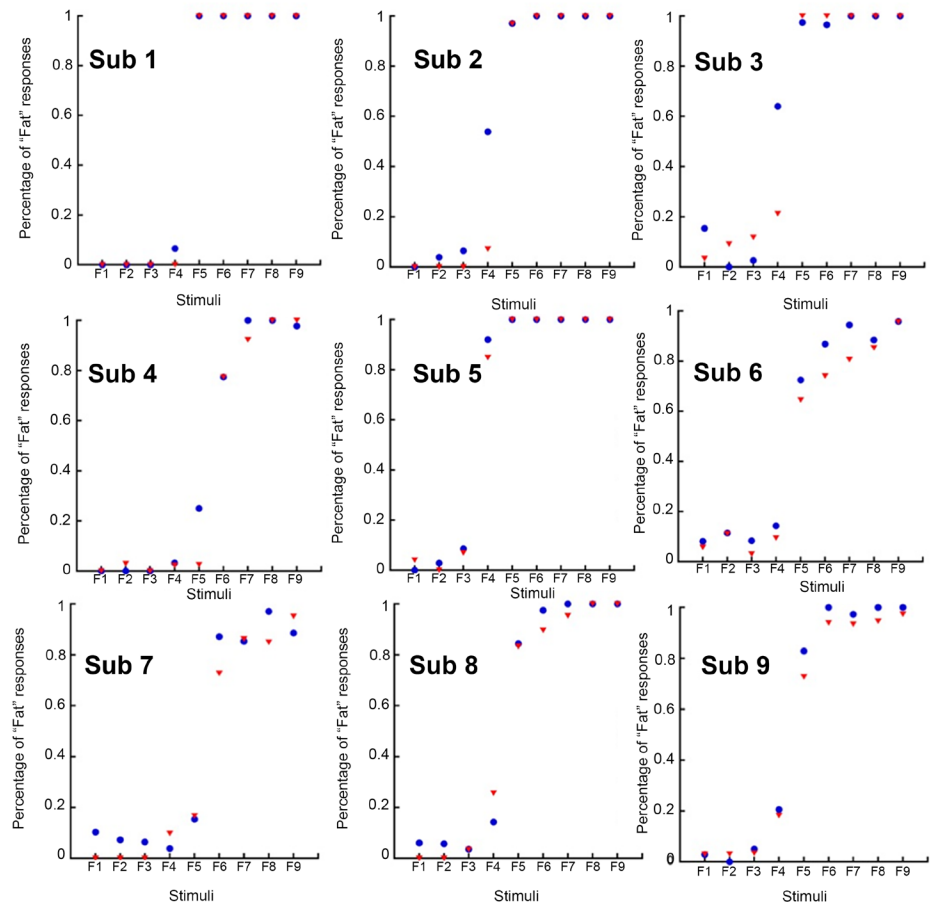 Percentage of "Fat" responses
1
0.8
0.6
0.4
0.2
0
Sub 1
F1 F2 F3 F4 F5 F6 F7 F8 F9
Stimuli
Percentage of "Fat" responses
1
0.8
0.6
0.4
0.2
0
Sub 2
F1 F2 F3 F4 F5 F6 F7 F8 F9
Stimuli
Percentage of "Fat" responses
1
0.8
0.6
0.4
0.2
0
Sub 3
F1 F2 F3 F4 F5 F6 F7 F8 F9
Stimuli
Percentage of "Fat" responses
1
0.8
0.6
0.4
0.2
0
Sub 4
F1 F2 F3 F4 F5 F6 F7 F8 F9
Stimuli
Percentage of "Fat" responses
1
0.8
0.6
0.4
0.2
0
Sub 5
F1 F2 F3 F4 F5 F6 F7 F8 F9
Stimuli
Percentage of "Fat" responses
1
0.8
0.6
0.4
0.2
0
Sub 6
F1 F2 F3 F4 F5 F6 F7 F8 F9
Stimuli
Percentage of "Fat" responses
1
0.8
0.6
0.4
0.2
0
Sub 7
F1 F2 F3 F4 F5 F6 F7 F8 F9
Stimuli
Percentage of "Fat" responses
1
0.8
0.6
0.4
0.2
0
Sub 8
F1 F2 F3 F4 F5 F6 F7 F8 F9
Stimuli
Percentage of "Fat" responses
1
0.8
0.6
0.4
0.2
0
Sub 9
F1 F2 F3 F4 F5 F6 F7 F8 F9
Stimuli